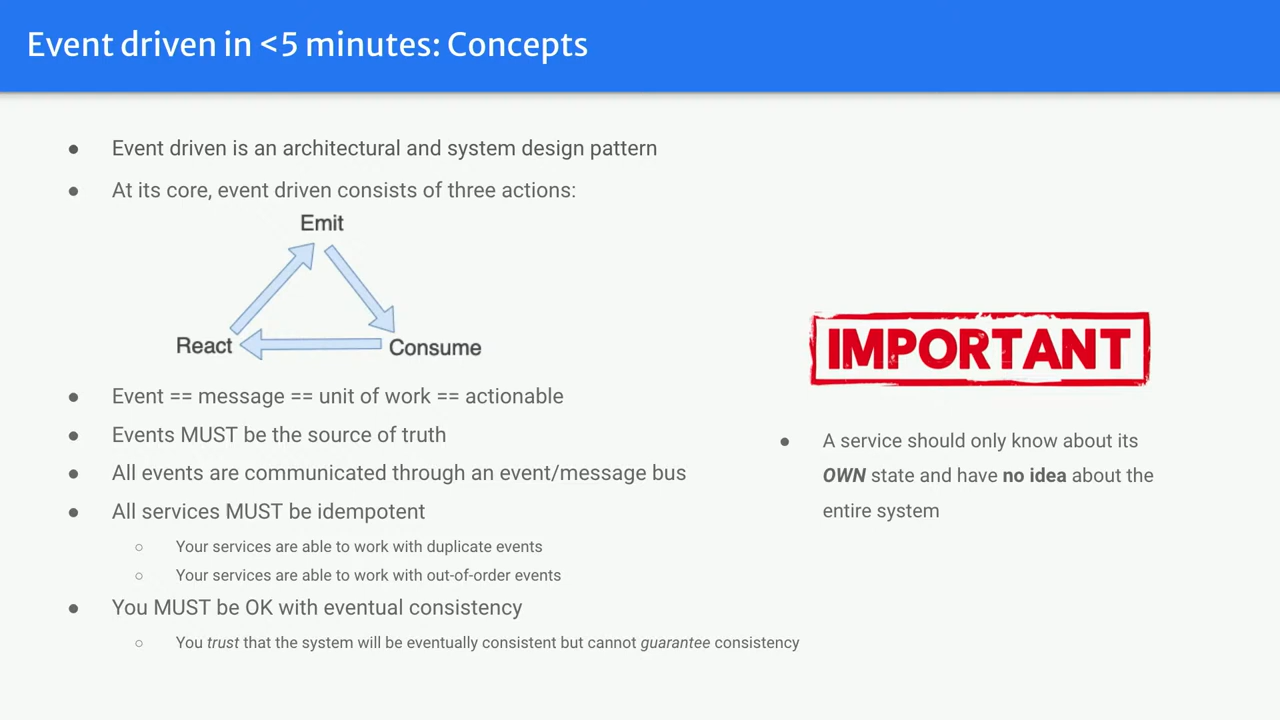 Event driven in <5 minutes: Concepts
● Event driven is an architectural and system design pattern
● At its core, event driven consists of three actions:
Emit
React
Consume
● Event == message == unit of work == actionable
● Events MUST be the source of truth
● All events are communicated through an event/message bus
● All services MUST be idempotent
○ Your services are able to work with duplicate events
○ Your services are able to work with out-of-order events
● You MUST be OK with eventual consistency
○ You trust that the system will be eventually consistent but cannot guarantee consistency
IMPORTANT
● A service should only know about its
OWN state and have no idea about the
entire system